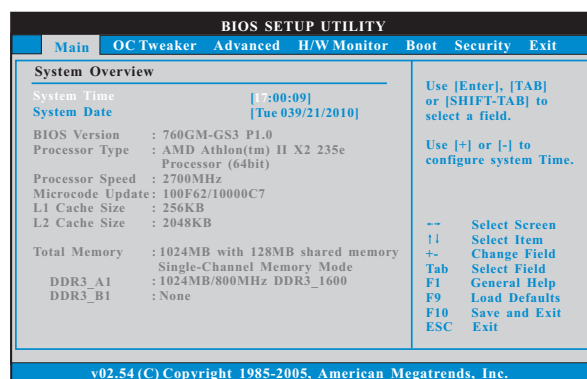 BIOS SETUP UTILITY
Main OC Tweaker Advanced H/W Monitor Boot Security Exit
System Overview
System Time [17:00:09]
System Date [Tue 039/21/2010]
BIOS Version : 760GM-GS3 P1.0
Processor Type : AMD Athlon(tm) II X2 235e
Processor (64bit)
Processor Speed : 2700MHz
Microcode Update : 100F62/10000C7
L1 Cache Size : 256KB
L2 Cache Size : 2048KB
Total Memory : 1024MB with 128MB shared memory
Single-Channel Memory Mode
DDR3_A1 : 1024MB/800MHz DDR3_1600
DDR3_B1 : None
Use [Enter], [TAB]
or [SHIFT-TAB] to
select a field.
Use [+] or [-] to
configure system Time.
←→ Select Screen
↑↓ Select Item
+- Change Field
Tab Select Field
F1 General Help
F9 Load Defaults
F10 Save and Exit
ESC Exit
v02.54 (C) Copyright 1985-2005, American Megatrends, Inc.